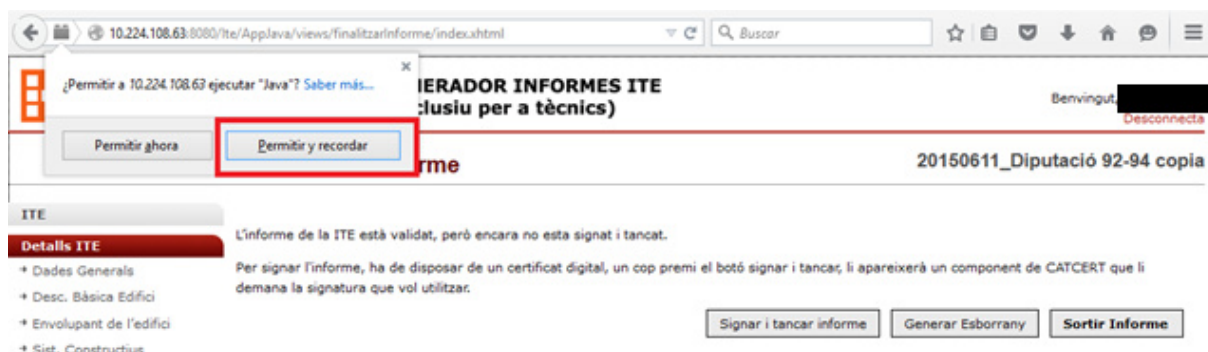 10.224.108.63:8080/Ite/AppJava/views/finalitzarInforme/index.xhtml
Buscar
¿Permitir a 10.224.108.63 ejecutar "Java"? Saber más...
Permitir ahora
Permitir y recordar
ERADOR INFORMES ITE
clusiu per a tècnics)
Benvingut,
Desconnecta
rme
20150611_Diputació 92-94 copia
ITE
Detalls ITE
Dades Generals
Desc. Bàsica Edifici
Envolupant de l'edifici
Sist. Constructius
L'informe de la ITE està validat, però encara no esta signat i tancat.
Per signar l'informe, ha de disposar de un certificat digital, un cop premi el botó signar i tancar, li apareixerà un component de CATCERT que li
demana la signatura que vol utilitzar.
Signar i tancar informe
Generar Esborrany
Sortir Informe